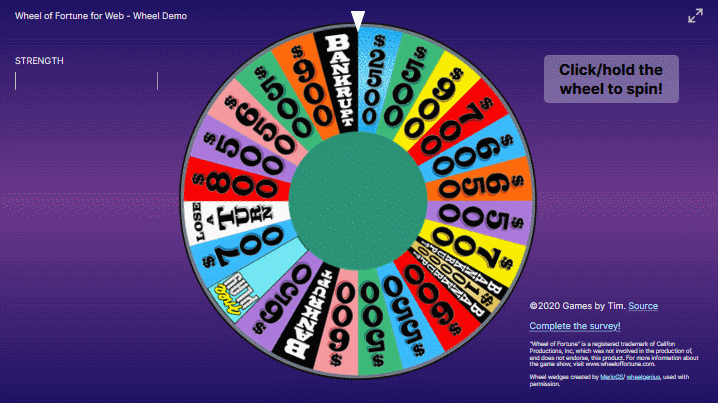 Wheel of Fortune for Web - Wheel Demo
STRENGTH
Click/hold the
wheel to spin!
$2500
$500
$900
$700
$600
$650
$500
$700
BANKRUPT
BANKRUPT
$600
$550
$500
$600
BANKRUPT
$650
$700
LOSE
A
TURN
$800
$500
$650
$500
$900
BANKRUPT
©2020 Games by Tim. Source
Complete the survey!
"Wheel of Fortune" is a registered trademark of Califon
Productions, Inc, which was not involved in the production of,
and does not endorse, this product. For more information about
the game show, visit www.wheeloffortune.com.
Wheel wedges created by MarioGS/ wheelgenius, used with
permission.